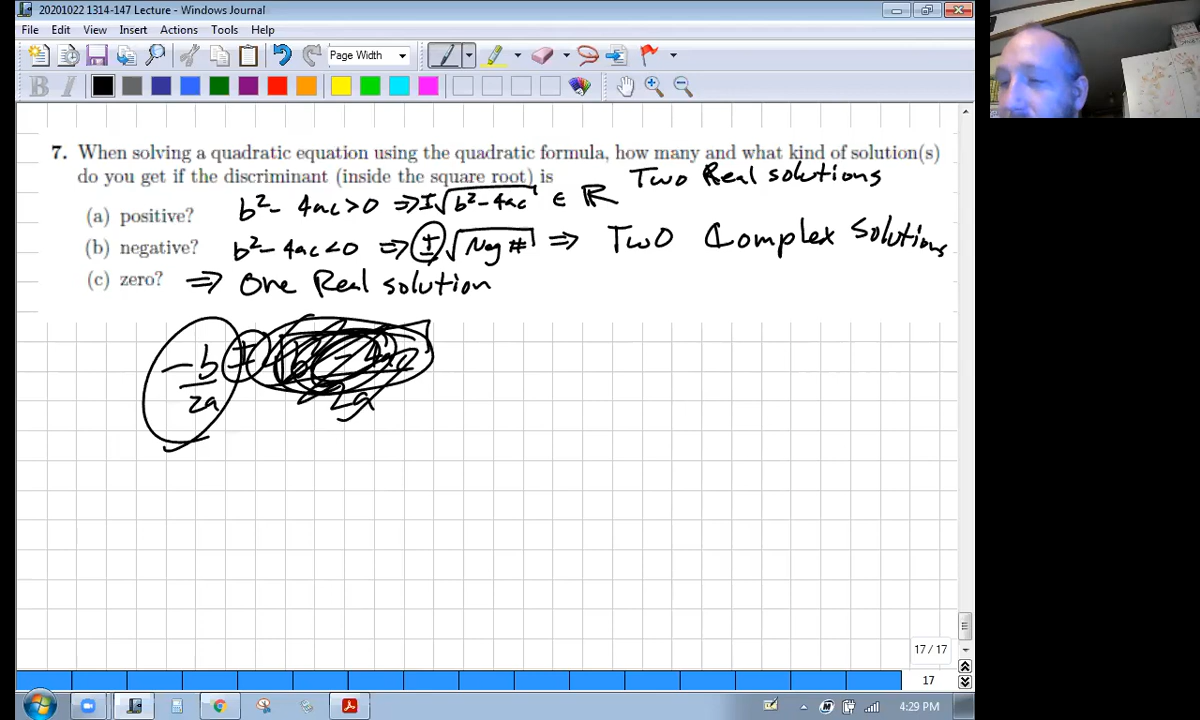 20201022 1314-147 Lecture - Windows Journal
File Edit View Insert Actions Tools Help
Page Width
B I
7. When solving a quadratic equation using the quadratic formula, how many and what kind of solution(s)
do you get if the discriminant (inside the square root) is Two Real solutions
(a) positive? b²- 4ac>0 ⇒±√b²-4ac ∈ ℝ
(b) negative? b²- 4ac<0 ⇒ ± √Neg # ⇒ Two Complex Solutions
(c) zero? ⇒ One Real solution
-b/2a ± √b²-4ac/2a
17 / 17
17
4:29 PM